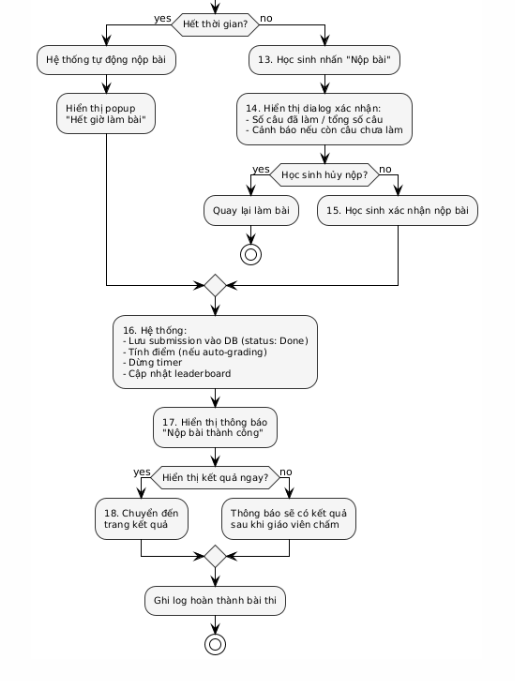 yes
Hết thời gian?
no
Hệ thống tự động nộp bài
13. Học sinh nhấn "Nộp bài"
Hiển thị popup
"Hết giờ làm bài"
14. Hiển thị dialog xác nhận:
- Số câu đã làm / tổng số câu
- Cảnh báo nếu còn câu chưa làm
yes
Học sinh hủy nộp?
no
Quay lại làm bài
15. Học sinh xác nhận nộp bài
16. Hệ thống:
- Lưu submission vào DB (status: Done)
- Tính điểm (nếu auto-grading)
- Dừng timer
- Cập nhật leaderboard
17. Hiển thị thông báo
"Nộp bài thành công"
yes
Hiển thị kết quả ngay?
no
18. Chuyển đến
trang kết quả
Thông báo sẽ có kết quả
sau khi giáo viên chấm
Ghi log hoàn thành bài thi